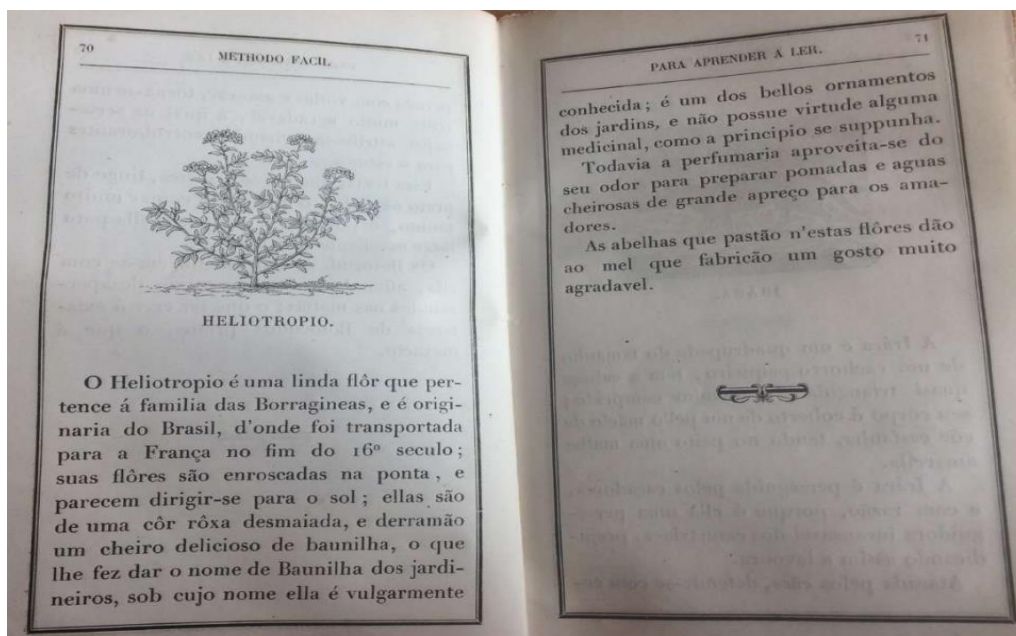 70
METHODO FACIL.
HELIOTROPIO.
O Heliotropio é uma linda flôr que per-
tence á familia das Borragineas, e é origi-
naria do Brasil, d'onde foi transportada
para a França no fim do 16º seculo;
suas flôres são enroscadas na ponta, e
parecem dirigir-se para o sol; ellas são
de uma côr rôxa desmaiada, e derramão
um cheiro delicioso de baunilha, o que
lhe fez dar o nome de Baunilha dos jardi-
neiros, sob cujo nome ella é vulgarmente
PARA APRENDER A LER.
71
conhecida; é um dos bellos ornamentos
dos jardins, e não possue virtude alguma
medicinal, como a principio se suppunha.
Todavia a perfumaria aproveita-se do
seu odor para preparar pomadas e aguas
cheirosas de grande apreço para os ama-
dores.
As abelhas que pastão n'estas flôres dão
ao mel que fabricão um gosto muito
agradavel.